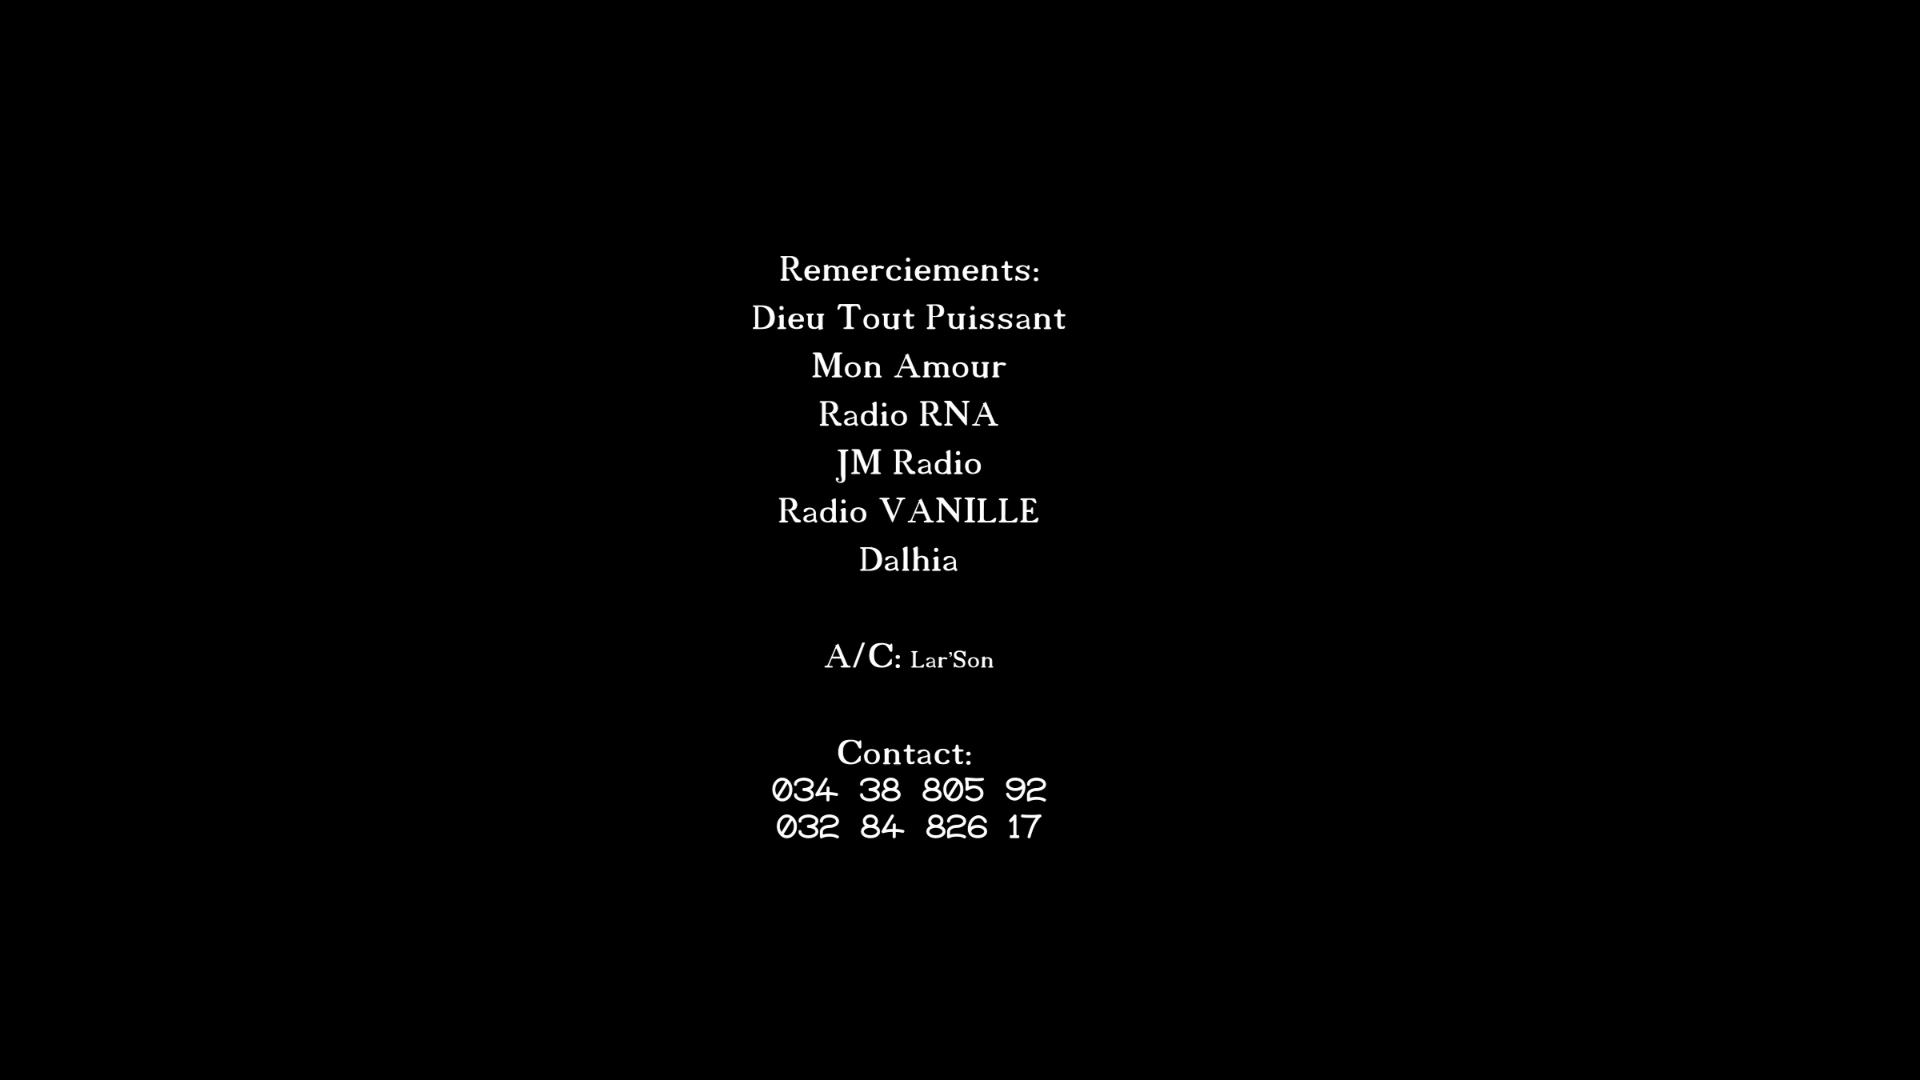 Remerciements:
Dieu Tout Puissant
Mon Amour
Radio RNA
JM Radio
Radio VANILLE
Dalhia
A/C: Lar'Son
Contact:
034 38 805 92
032 84 826 17